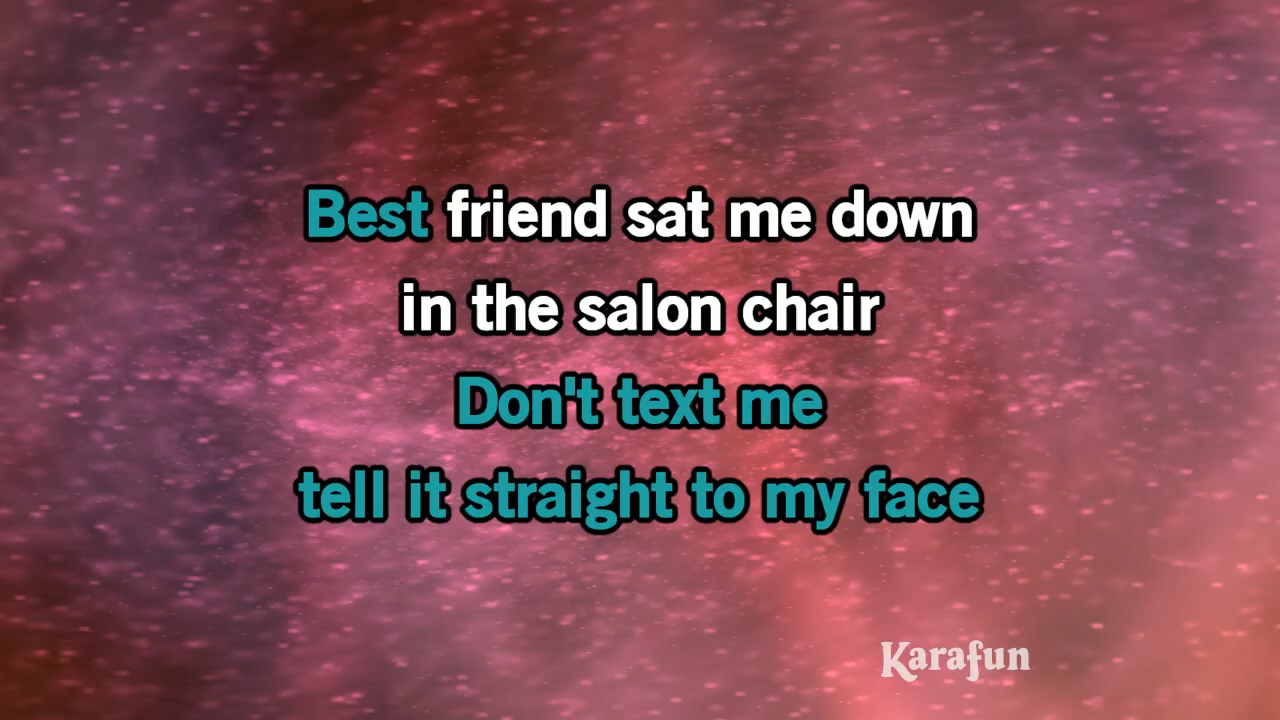 Best friend sat me down
in the salon chair
Don't text me
tell it straight to my face
Karafun